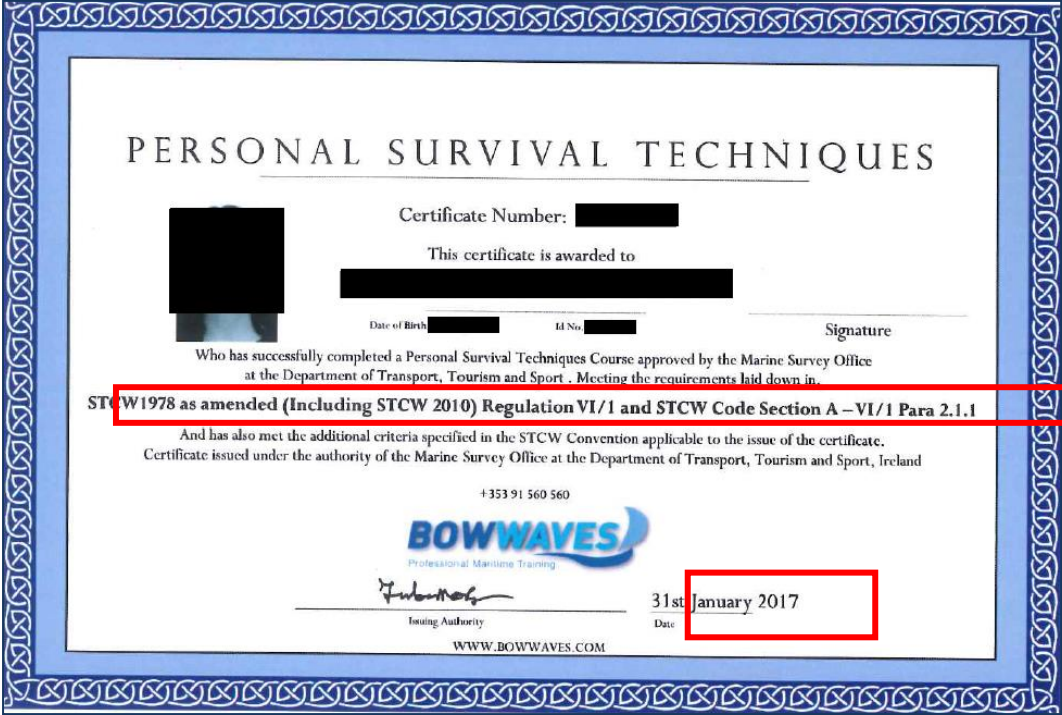 PERSONAL SURVIVAL TECHNIQUES
Certificate Number:
This certificate is awarded to
Date of Birth Id No.
Signature
Who has successfully completed a Personal Survival Techniques Course approved by the Marine Survey Office
at the Department of Transport, Tourism and Sport . Meeting the requirements laid down in,
STCW1978 as amended (Including STCW 2010) Regulation VI/1 and STCW Code Section A – VI/1 Para 2.1.1
And has also met the additional criteria specified in the STCW Convention applicable to the issue of the certificate.
Certificate issued under the authority of the Marine Survey Office at the Department of Transport, Tourism and Sport, Ireland
+353 91 560 560
BOWWAVES
Professional Maritime Training
31st January 2017
Issuing Authority
Date
WWW.BOWWAVES.COM